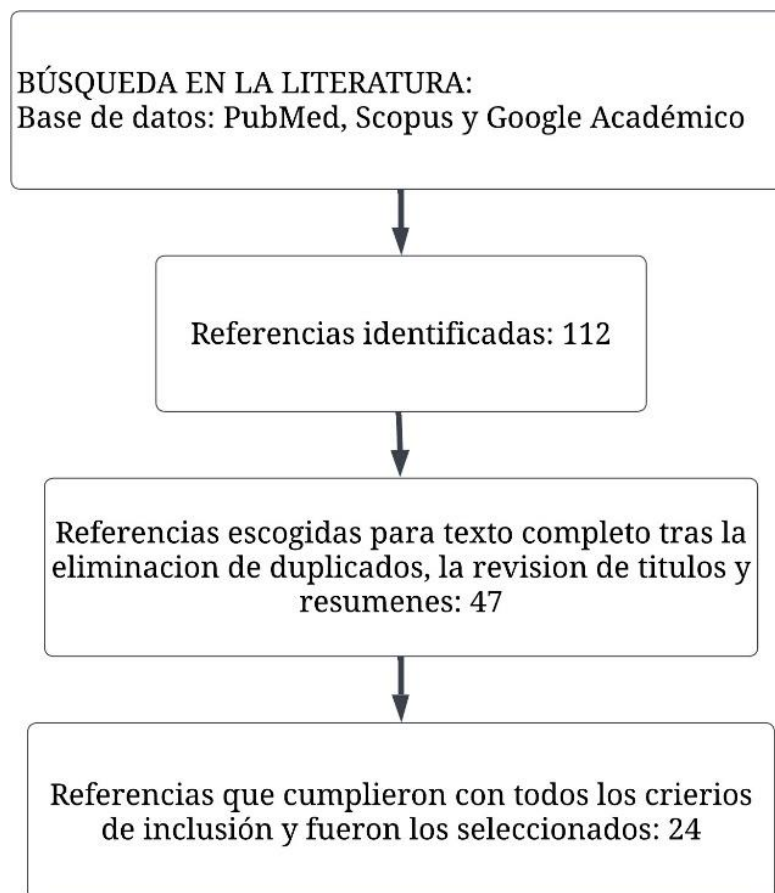 BÚSQUEDA EN LA LITERATURA:
Base de datos: PubMed, Scopus y Google Académico
Referencias identificadas: 112
Referencias escogidas para texto completo tras la
eliminacion de duplicados, la revision de titulos y
resumenes: 47
Referencias que cumplieron con todos los crierios
de inclusión y fueron los seleccionados: 24